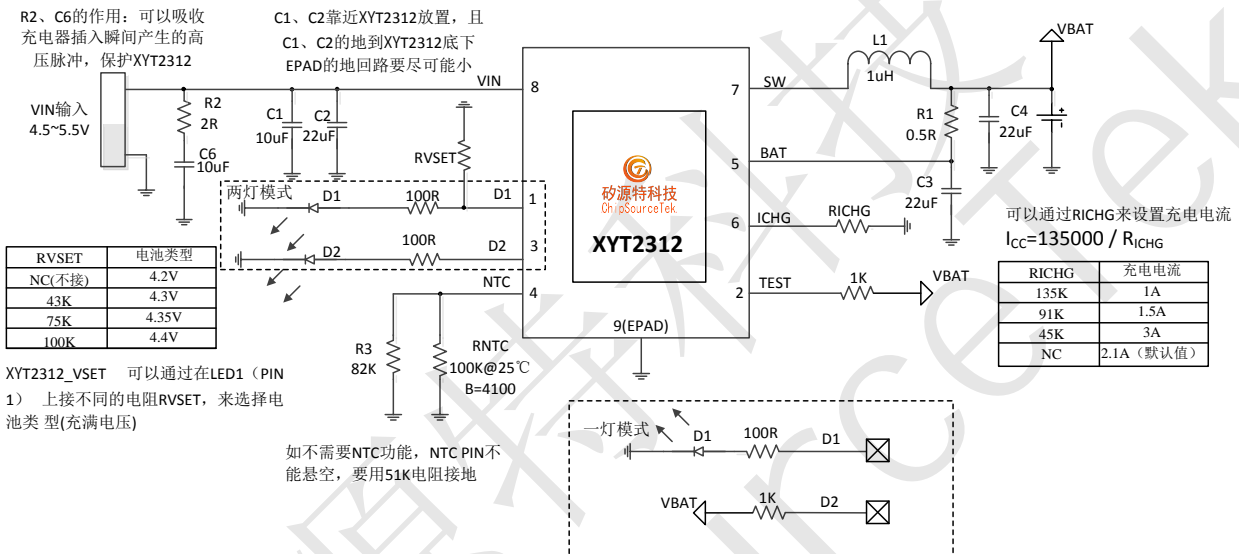 R2、C6的作用：可以吸收
充电器插入瞬间产生的高
压脉冲，保护XYT2312
C1、C2靠近XYT2312放置，且
C1、C2的地到XYT2312底下
EPAD的地回路要尽可能小
VIN输入
4.5~5.5V
R2
2R
C6
10uF
C1
10uF
C2
22uF
VIN
8
RVSET
两灯模式
D1
100R
D1
1
D2
100R
D2
3
NTC
4
R3
82K
RNTC
100K@25℃
B=4100
矽源特科技
ChipSourceTek
XYT2312
9(EPAD)
7
SW
L1
1uH
VBAT
R1
0.5R
C4
22uF
+
5
BAT
C3
22uF
6
ICHG
RICHG
2
TEST
1K
VBAT
可以通过RICHG来设置充电电流
ICC=135000 / RICHG
RICHG 充电电流
135K 1A
91K 1.5A
45K 3A
NC 2.1A（默认值）
RVSET 电池类型
NC(不接) 4.2V
43K 4.3V
75K 4.35V
100K 4.4V
XYT2312_VSET 可以通过在LED1（PIN
1） 上接不同的电阻RVSET，来选择电
池类 型(充满电压)
如不需要NTC功能，NTC PIN不
能悬空，要用51K电阻接地
一灯模式
D1
100R
D1
VBAT
1K
D2